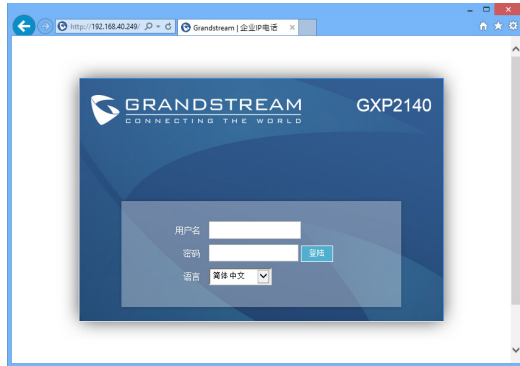 http://192.168.40.249/
Grandstream | 企业IP电话
GRANDSTREAM
CONNECTING THE WORLD
GXP2140
用户名
密码
登陆
语言
简体中文